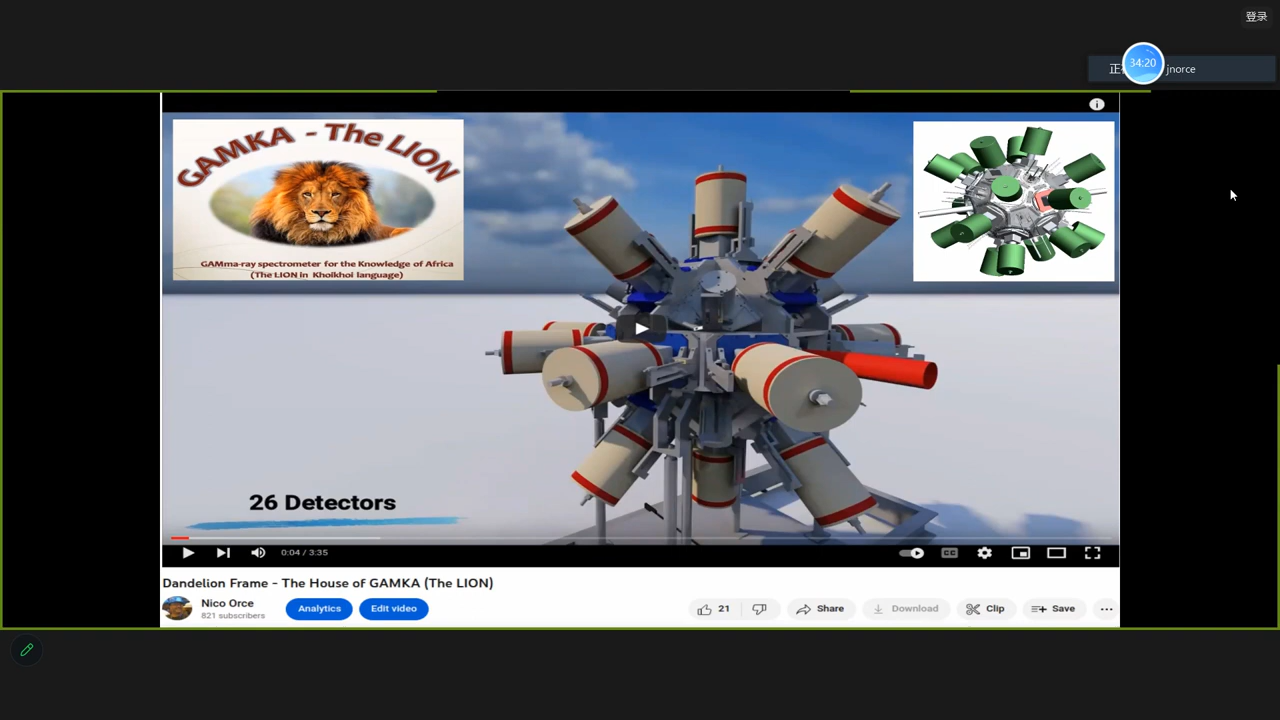 登录
34:20
jnorce
GAMKA - The LION
GAMma-ray spectrometer for the Knowledge of Africa
(The LION in Khoikhoi language)
26 Detectors
0:04 / 3:35
CC
Dandelion Frame - The House of GAMKA (The LION)
Nico Orce
821 subscribers
Analytics
Edit video
21
Share
Download
Clip
Save